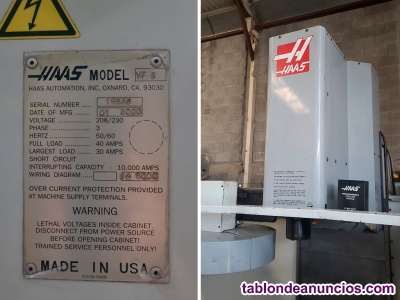 HAAS MODEL VF 8
HAAS AUTOMATION, INC, OXNARD, CA. 93030
SERIAL NUMBER
DATE OF MFG 01 2000
VOLTAGE 208/230
PHASE 3
HERTZ 50/60
FULL LOAD 40 AMPS
LARGEST LOAD 30 AMPS
SHORT CIRCUIT
INTERRUPTING CAPACITY 10,000 AMPS
WIRING DIAGRAM
OVER CURRENT PROTECTION PROVIDED
AT MACHINE SUPPLY TERMINALS.
WARNING
LETHAL VOLTAGES INSIDE CABINET.
DISCONNECT FROM POWER SOURCE
BEFORE OPENING CABINET!
TRAINED SERVICE PERSONNEL ONLY!
MADE IN USA
HAAS
HAAS
tablondeanuncios.com